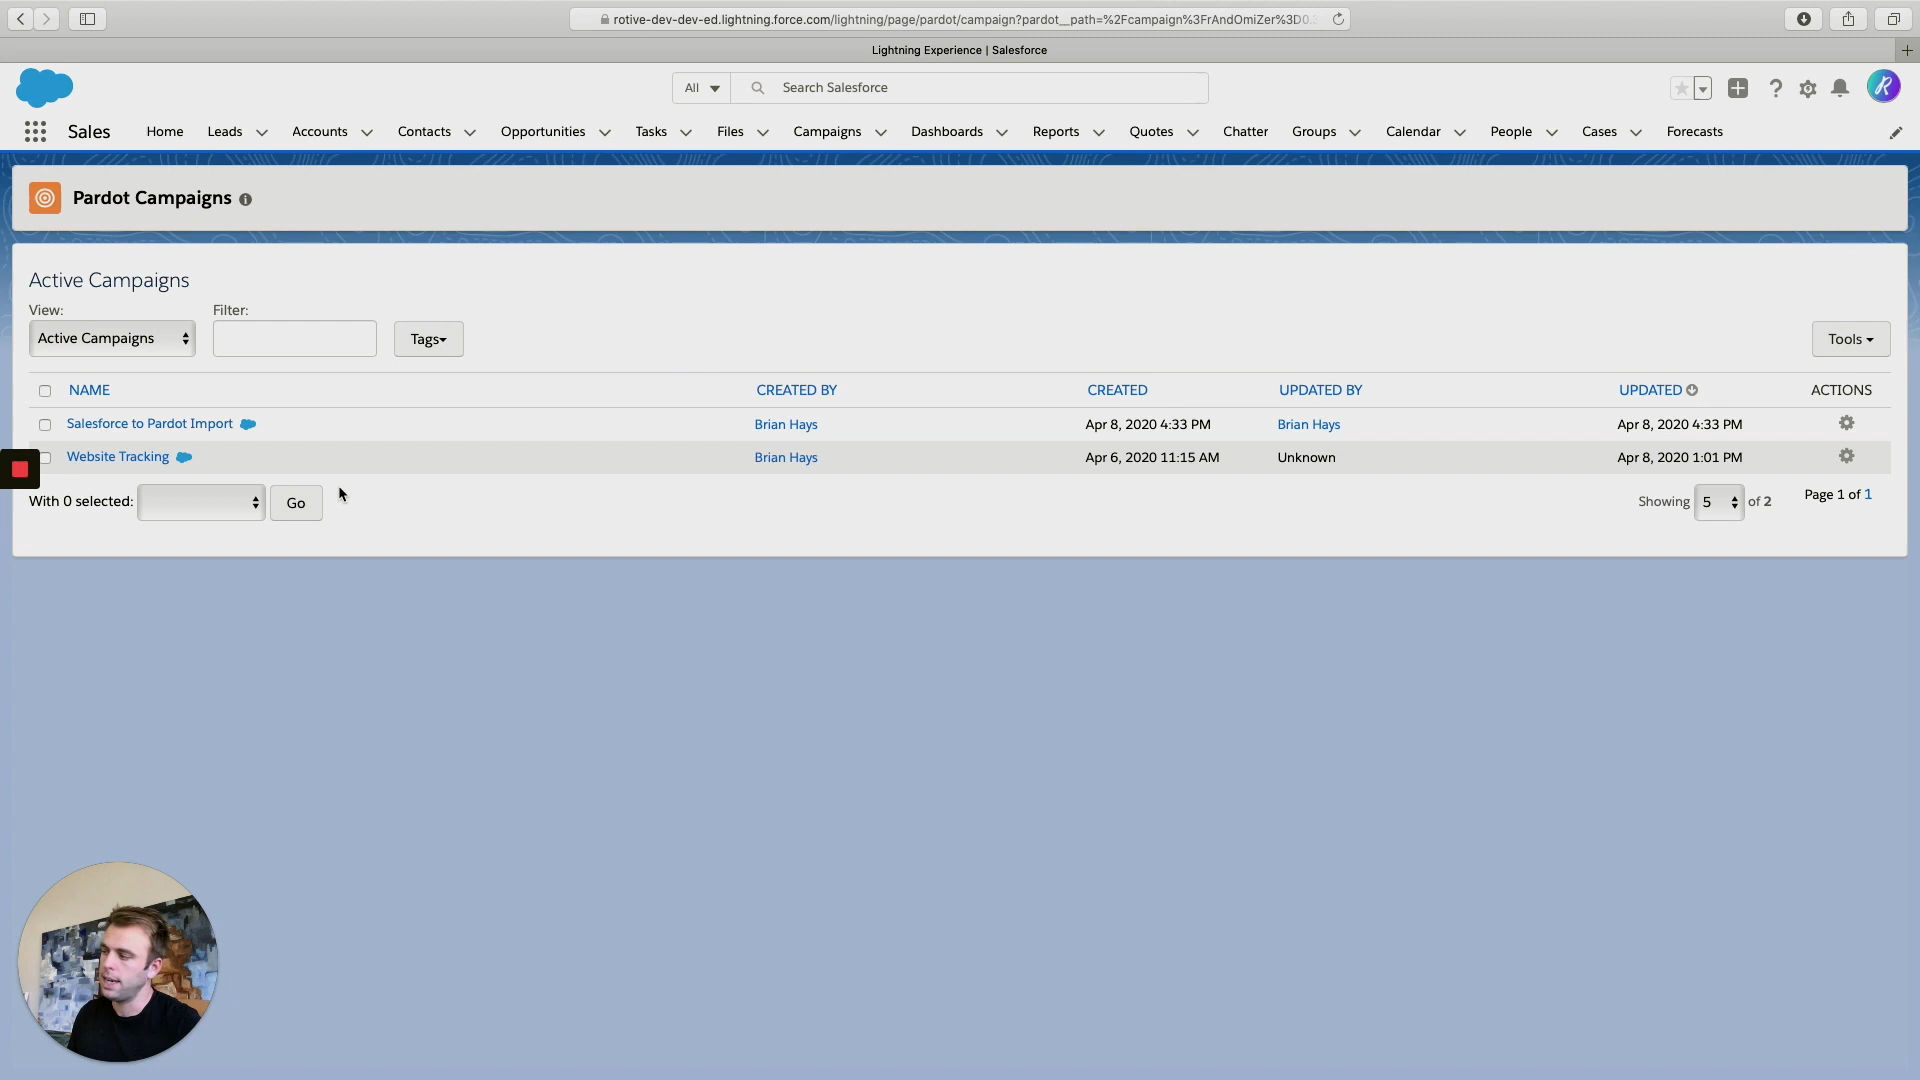 rotive-dev-dev-ed.lightning.force.com/lightning/page/pardot/campaign?pardot__path=%2Fcampaign%3FrAndOmiZer%3D0.
Lightning Experience | Salesforce
All Search Salesforce
Sales Home Leads Accounts Contacts Opportunities Tasks Files Campaigns Dashboards Reports Quotes Chatter Groups Calendar People Cases Forecasts
Pardot Campaigns
Active Campaigns
View: Filter:
Active Campaigns Tags Tools
NAME CREATED BY CREATED UPDATED BY UPDATED ACTIONS
Salesforce to Pardot Import Brian Hays Apr 8, 2020 4:33 PM Brian Hays Apr 8, 2020 4:33 PM
Website Tracking Brian Hays Apr 6, 2020 11:15 AM Unknown Apr 8, 2020 1:01 PM
With 0 selected: Go Showing 5 of 2 Page 1 of 1